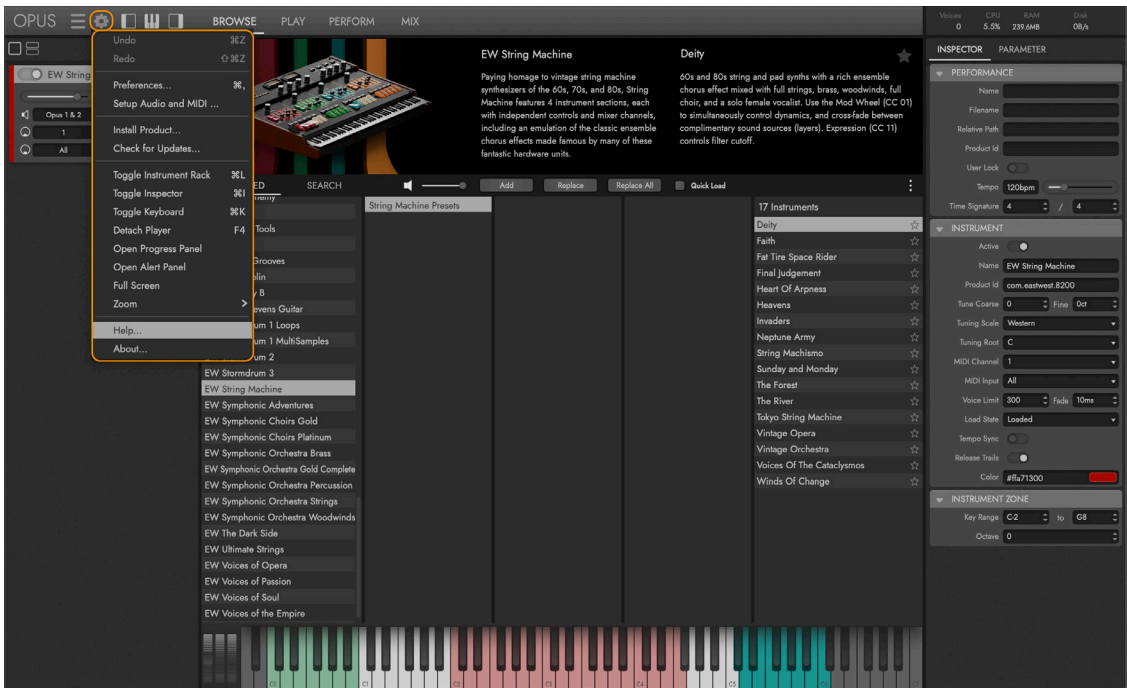 OPUS
BROWSE PLAY PERFORM MIX
Voices CPU RAM Disk
0 5.5% 239.6MB 0B/s
Undo ⌘Z
Redo ⇧⌘Z
Preferences... ⌘,
Setup Audio and MIDI ...
Install Product...
Check for Updates...
Toggle Instrument Rack ⌘L
Toggle Inspector ⌘I
Toggle Keyboard ⌘K
Detach Player F4
Open Progress Panel
Open Alert Panel
Full Screen
Zoom
Help...
About...
EW String
Opus 1 & 2
1
All
EW String Machine
Paying homage to vintage string machine
synthesizers of the 60s, 70s, and 80s, String
Machine features 4 instrument sections, each
with independent controls and mixer channels,
including an emulation of the classic ensemble
chorus effects made famous by many of these
fantastic hardware units.
Deity
60s and 80s string and pad synths with a rich ensemble
chorus effect mixed with full strings, brass, woodwinds, full
choir, and a solo female vocalist. Use the Mod Wheel (CC 01)
to simultaneously control dynamics, and cross-fade between
complimentary sound sources (layers). Expression (CC 11)
controls filter cutoff.
ED SEARCH Add Replace Replace All Quick Load
Tools
Grooves
olin
y B
evens Guitar
um 1 Loops
um 1 MultiSamples
um 2
EW Stormdrum 3
EW String Machine
EW Symphonic Adventures
EW Symphonic Choirs Gold
EW Symphonic Choirs Platinum
EW Symphonic Orchestra Brass
EW Symphonic Orchestra Gold Complete
EW Symphonic Orchestra Percussion
EW Symphonic Orchestra Strings
EW Symphonic Orchestra Woodwinds
EW The Dark Side
EW Ultimate Strings
EW Voices of Opera
EW Voices of Passion
EW Voices of Soul
EW Voices of the Empire
String Machine Presets
17 Instruments
Deity
Faith
Fat Tire Space Rider
Final Judgement
Heart Of Arpness
Heavens
Invaders
Neptune Army
String Machismo
Sunday and Monday
The Forest
The River
Tokyo String Machine
Vintage Opera
Vintage Orchestra
Voices Of The Cataclysmos
Winds Of Change
INSPECTOR PARAMETER
PERFORMANCE
Name
Filename
Relative Path
Product Id
User Lock
Tempo 120bpm
Time Signature 4 / 4
INSTRUMENT
Active
Name EW String Machine
Product Id com.eastwest.8200
Tune Coarse 0 Fine 0ct
Tuning Scale Western
Tuning Root C
MIDI Channel 1
MIDI Input All
Voice Limit 300 Fade 10ms
Load State Loaded
Tempo Sync
Release Trails
Color #ffa71300
INSTRUMENT ZONE
Key Range C-2 to G8
Octave 0
C0 C1 C2 C3 C4 C5